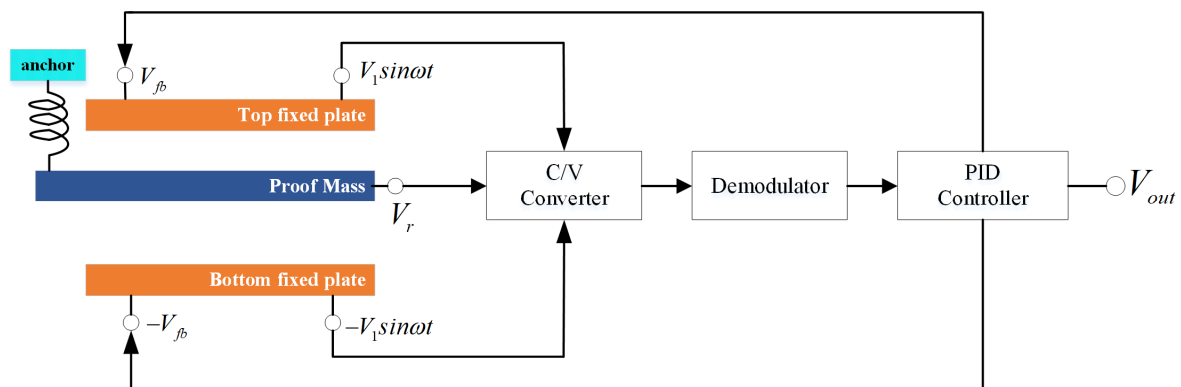 anchor
V_fb
V_1 sinωt
Top fixed plate
Proof Mass
V_r
C/V
Converter
Demodulator
PID
Controller
V_out
Bottom fixed plate
−V_fb
−V_1 sinωt